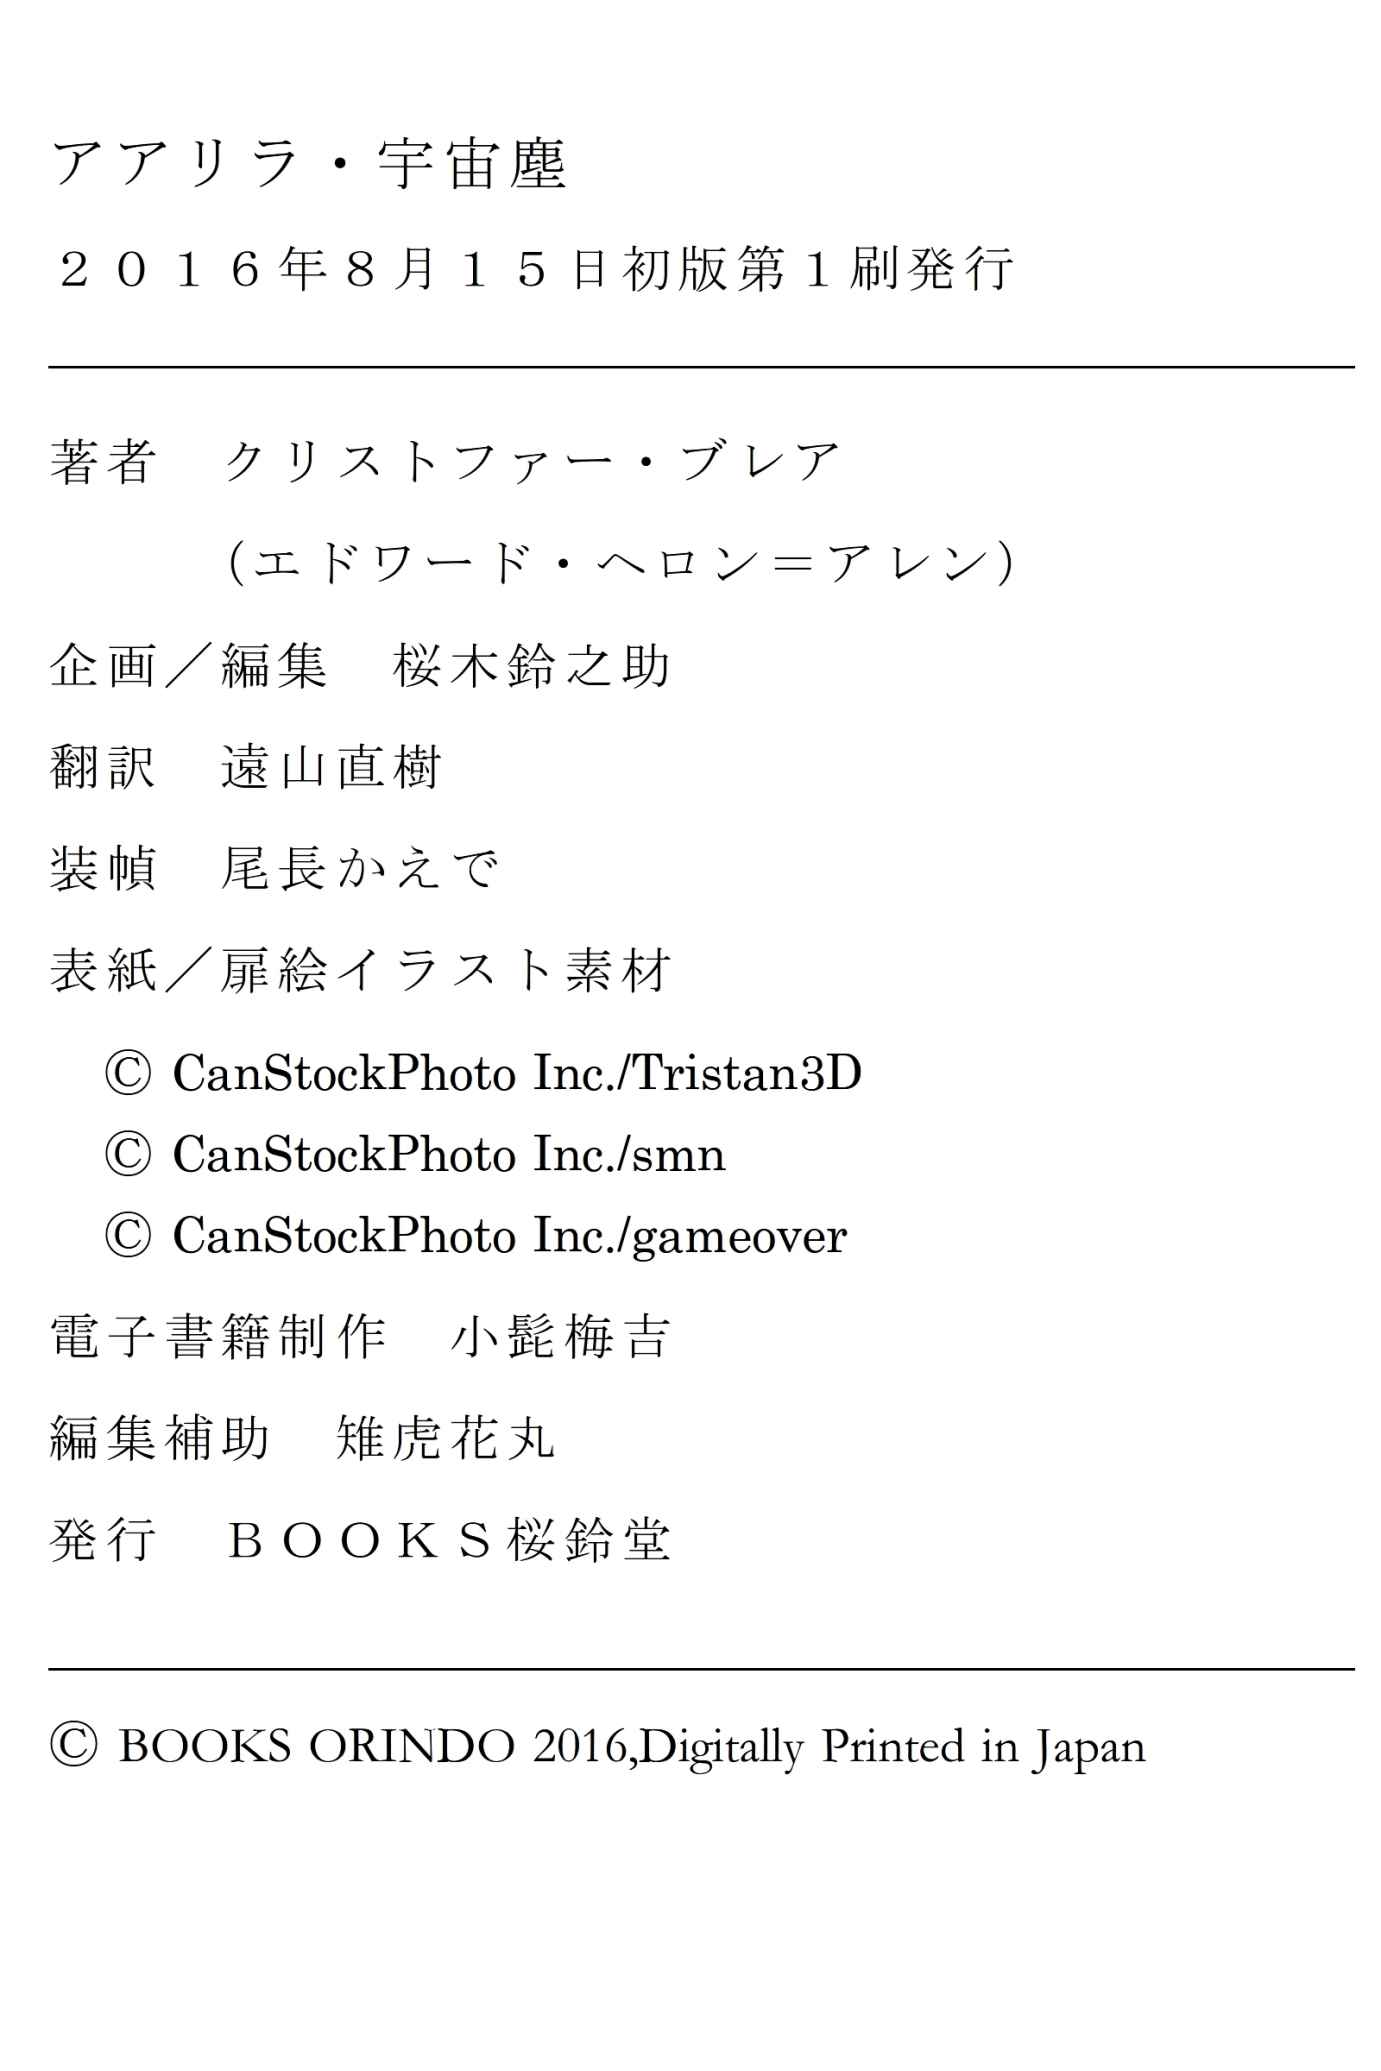 アアリラ・宇宙塵
２０１６年８月１５日初版第１刷発行
著者　クリストファー・ブレア
（エドワード・ヘロン＝アレン）
企画／編集　桜木鈴之助
翻訳　遠山直樹
装幀　尾長かえで
表紙／扉絵イラスト素材
© CanStockPhoto Inc./Tristan3D
© CanStockPhoto Inc./smn
© CanStockPhoto Inc./gameover
電子書籍制作　小髭梅吉
編集補助　雉虎花丸
発行　ＢＯＯＫＳ桜鈴堂
© BOOKS ORINDO 2016,Digitally Printed in Japan